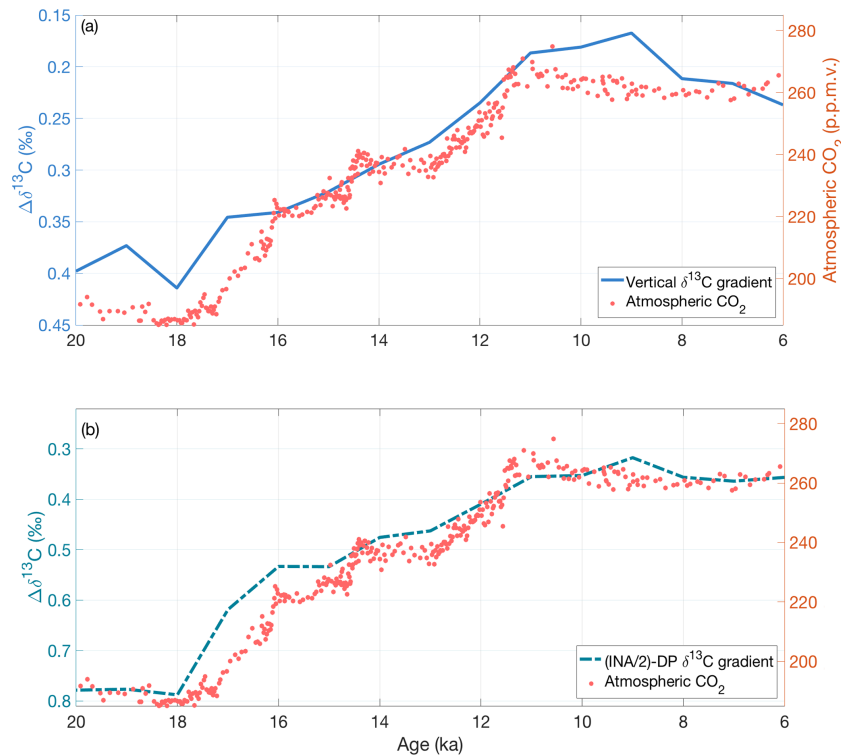 (a)
0.15
0.2
0.25
0.3
0.35
0.4
0.45
Δδ¹³C (‰)
280
260
240
220
200
Atmospheric CO₂ (p.p.m.v.)
Vertical δ¹³C gradient
Atmospheric CO₂
20 18 16 14 12 10 8 6
(b)
0.3
0.4
0.5
0.6
0.7
0.8
Δδ¹³C (‰)
280
260
240
220
200
(INA/2)-DP δ¹³C gradient
Atmospheric CO₂
20 18 16 14 12 10 8 6
Age (ka)